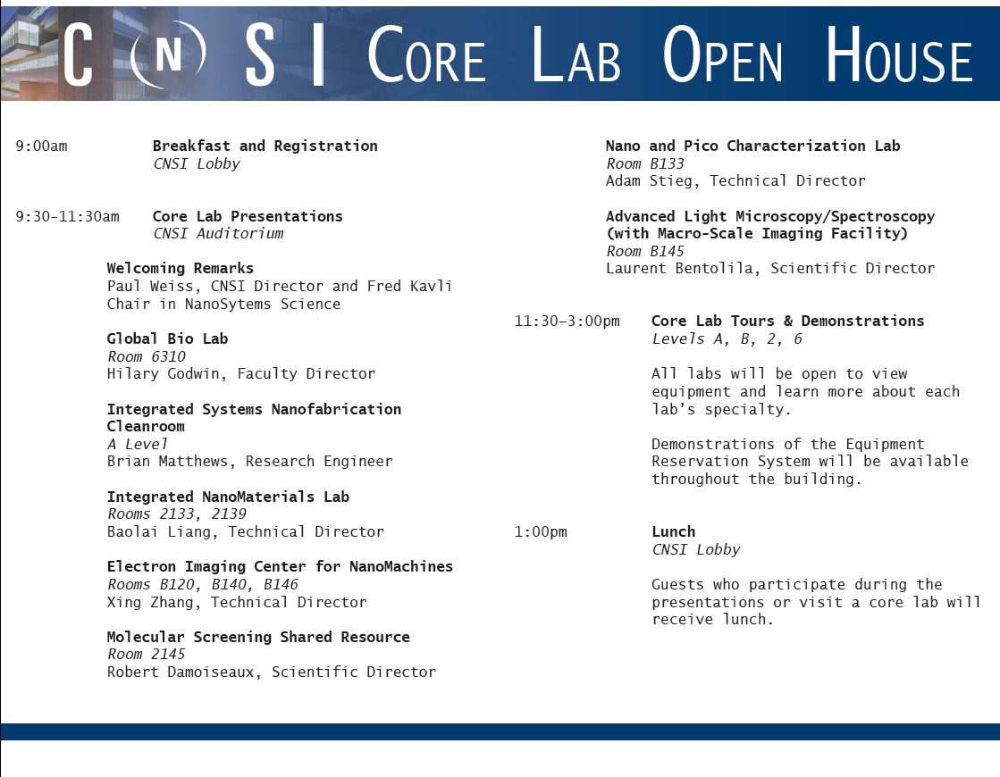 CNSI CORE LAB OPEN HOUSE
9:00am Breakfast and Registration
CNSI Lobby
9:30-11:30am Core Lab Presentations
CNSI Auditorium
Welcoming Remarks
Paul Weiss, CNSI Director and Fred Kavli
Chair in NanoSytems Science
Global Bio Lab
Room 6310
Hilary Godwin, Faculty Director
Integrated Systems Nanofabrication
Cleanroom
A Level
Brian Matthews, Research Engineer
Integrated NanoMaterials Lab
Rooms 2133, 2139
Baolai Liang, Technical Director
Electron Imaging Center for NanoMachines
Rooms B120, B140, B146
Xing Zhang, Technical Director
Molecular Screening Shared Resource
Room 2145
Robert Damoiseaux, Scientific Director
Nano and Pico Characterization Lab
Room B133
Adam Stieg, Technical Director
Advanced Light Microscopy/Spectroscopy
(with Macro-Scale Imaging Facility)
Room B145
Laurent Bentolila, Scientific Director
11:30-3:00pm Core Lab Tours & Demonstrations
Levels A, B, 2, 6
All labs will be open to view
equipment and learn more about each
lab's specialty.
Demonstrations of the Equipment
Reservation System will be available
throughout the building.
1:00pm Lunch
CNSI Lobby
Guests who participate during the
presentations or visit a core lab will
receive lunch.